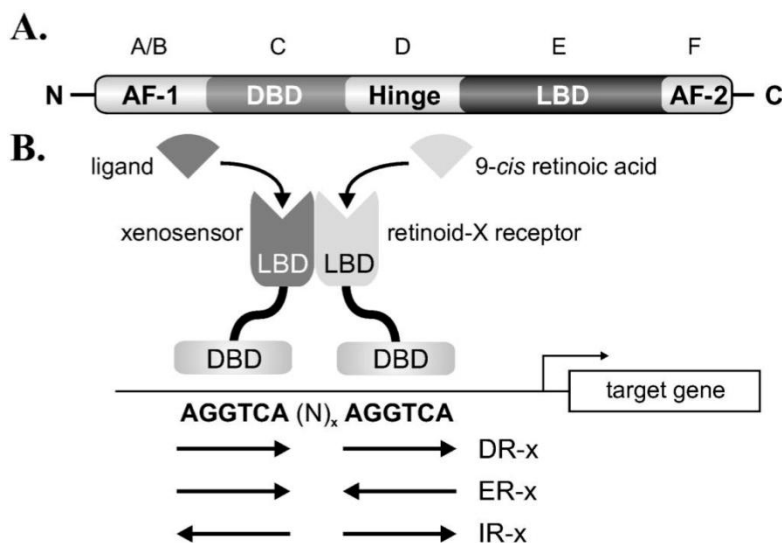 A.
A/B C D E F
N AF-1 DBD Hinge LBD AF-2 C
B.
ligand 9-cis retinoic acid
xenosensor retinoid-X receptor
LBD LBD
DBD DBD
target gene
AGGTCA (N)x AGGTCA
DR-x
ER-x
IR-x